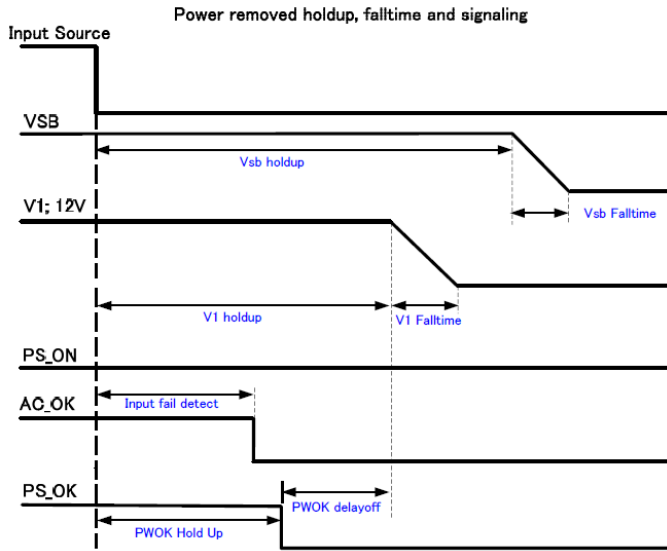 Power removed holdup, falltime and signaling
Input Source
VSB
Vsb holdup
Vsb Falltime
V1; 12V
V1 holdup
V1 Falltime
PS_ON
Input fail detect
AC_OK
PS_OK
PWOK delayoff
PWOK Hold Up